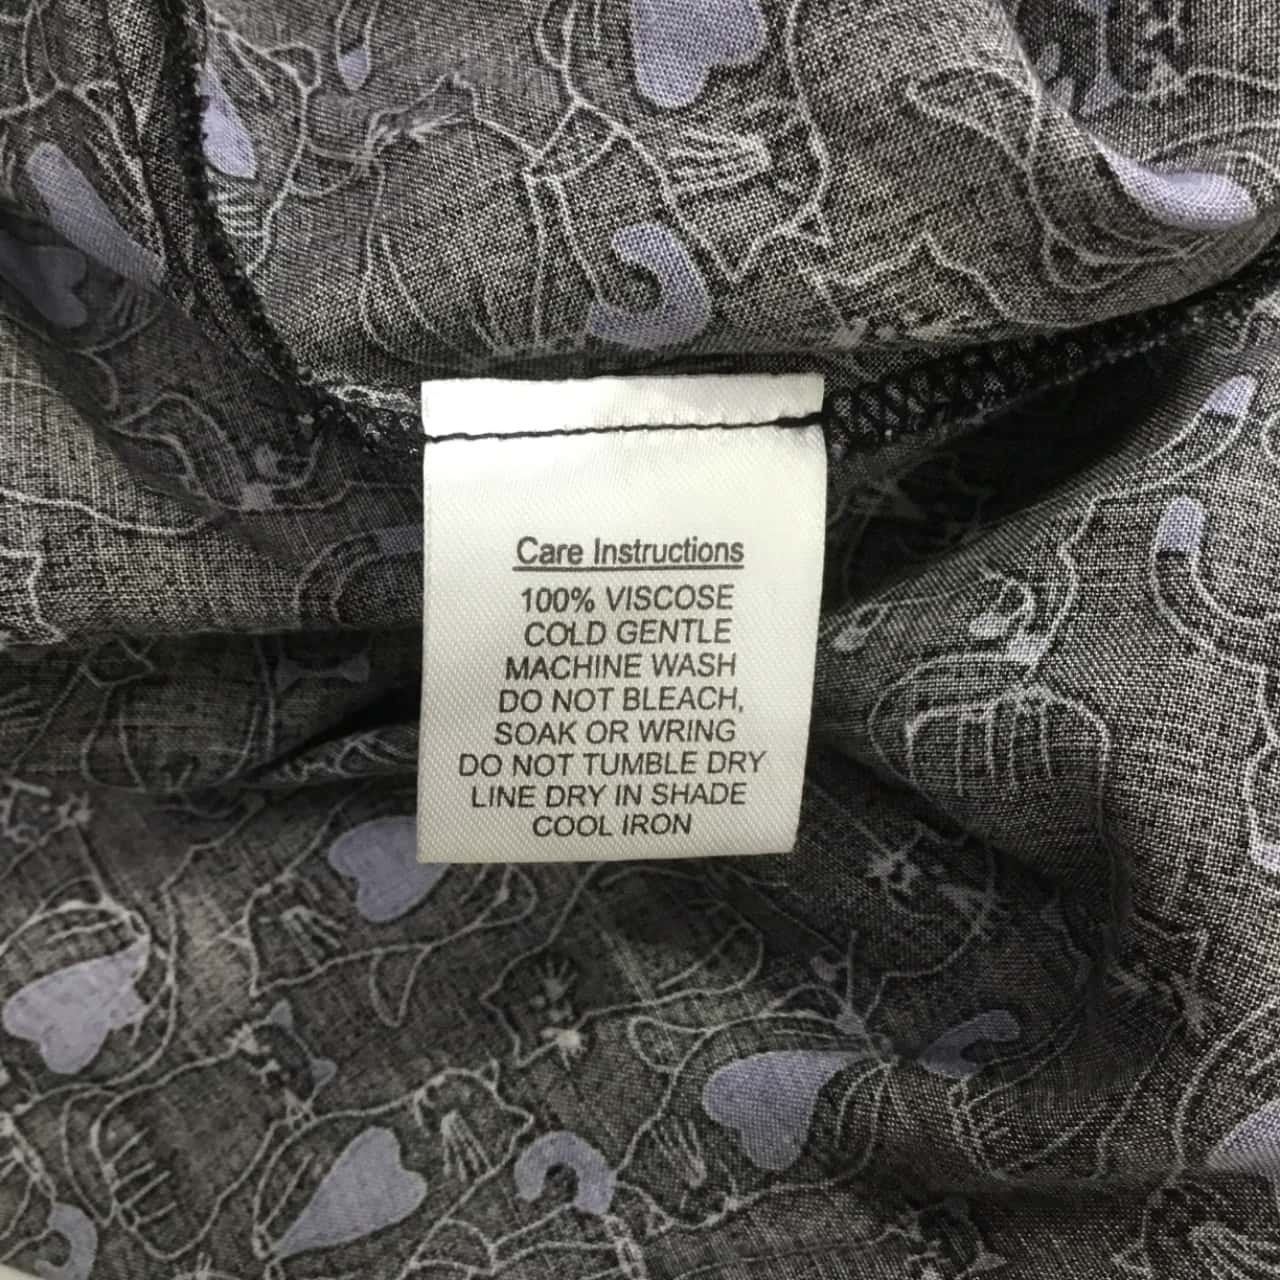 Care Instructions
100% VISCOSE
COLD GENTLE
MACHINE WASH
DO NOT BLEACH,
SOAK OR WRING
DO NOT TUMBLE DRY
LINE DRY IN SHADE
COOL IRON